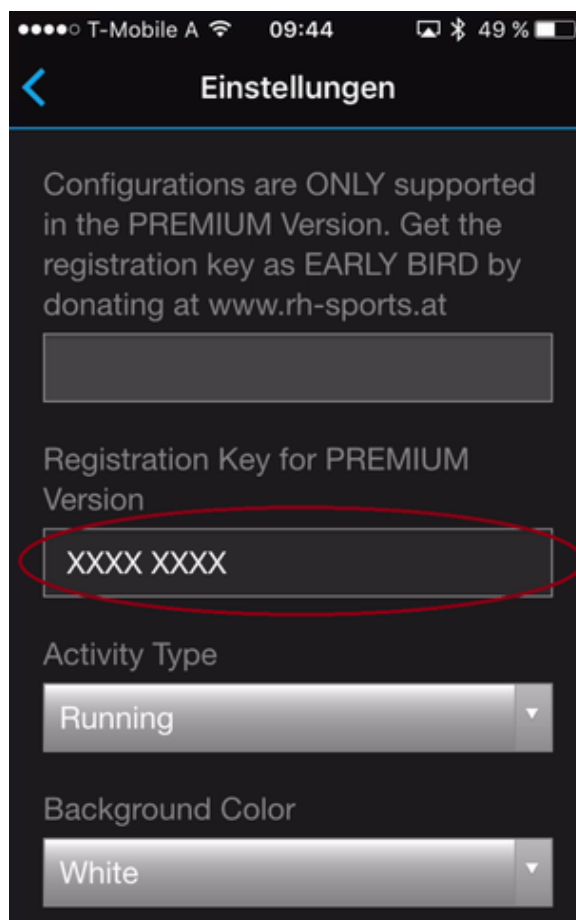 T-Mobile A 09:44 49 %
Einstellungen
Configurations are ONLY supported
in the PREMIUM Version. Get the
registration key as EARLY BIRD by
donating at www.rh-sports.at
Registration Key for PREMIUM
Version
XXXX XXXX
Activity Type
Running
Background Color
White